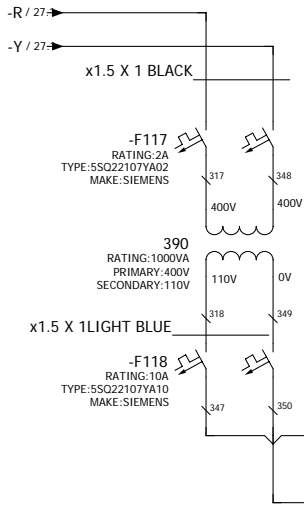 -R / 27.
-Y / 27.
x1.5 X 1 BLACK
-F117
RATING:2A
TYPE:5SQ22107YA02
MAKE:SIEMENS
317
348
400V
400V
390
RATING:1000VA
PRIMARY:400V
SECONDARY:110V
110V
0V
318
349
x1.5 X 1LIGHT BLUE
-F118
RATING:10A
TYPE:5SQ22107YA10
MAKE:SIEMENS
347
350